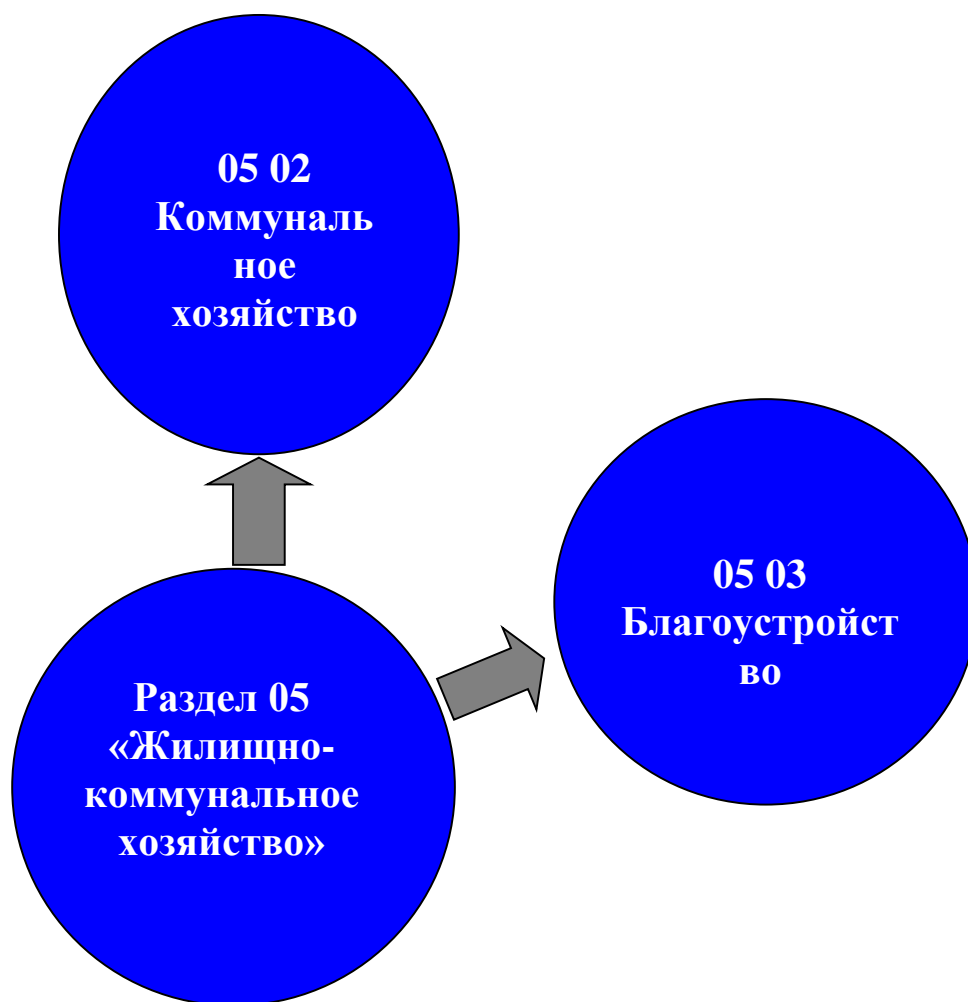 05 02
Коммуналь
ное
хозяйство
05 03
Благоустройст
во
Раздел 05
«Жилищно-
коммунальное
хозяйство»